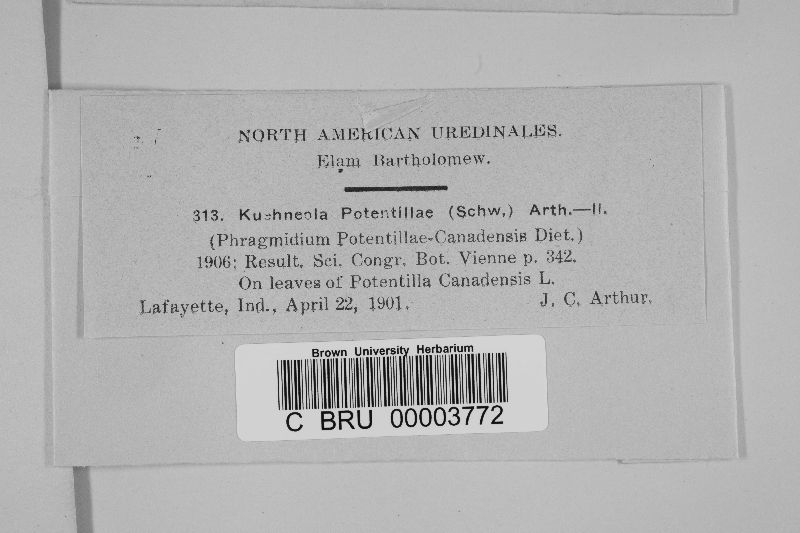 NORTH AMERICAN UREDINALES.
Elam Bartholomew.
313. Kuehneola Potentillae (Schw.) Arth.—II.
(Phragmidium Potentillae-Canadensis Diet.)
1906: Result. Sci. Congr. Bot. Vienne p. 342.
On leaves of Potentilla Canadensis L.
Lafayette, Ind., April 22, 1901. J. C. Arthur.
Brown University Herbarium
C BRU 00003772